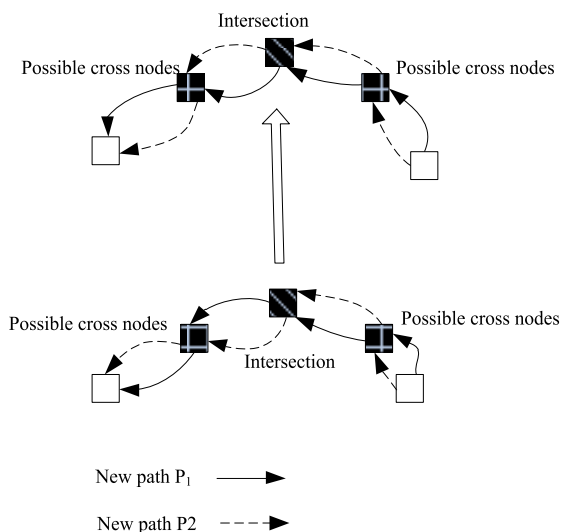 Intersection
Possible cross nodes
Possible cross nodes
Possible cross nodes
Possible cross nodes
Intersection
New path P1
New path P2